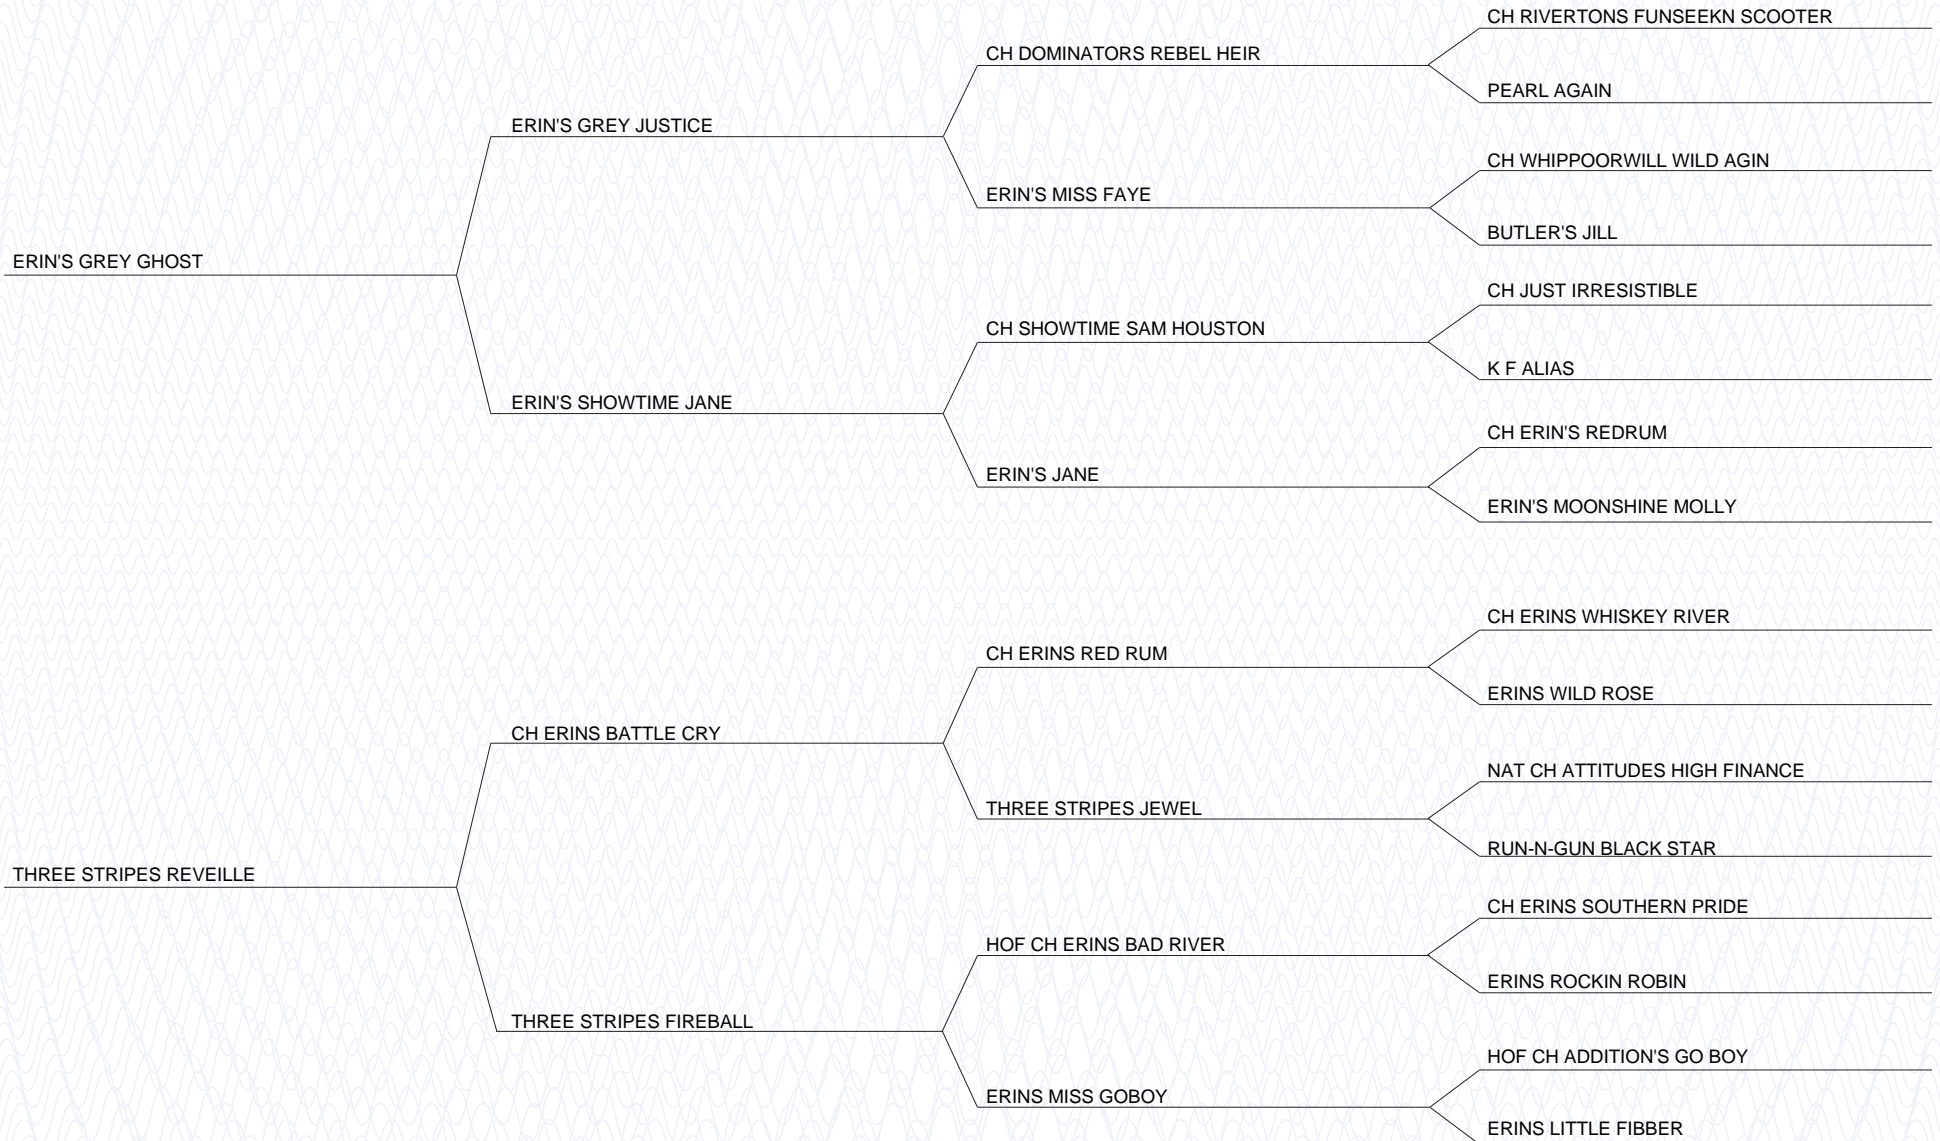 CH RIVERTONS FUNSEEKN SCOOTER
CH DOMINATORS REBEL HEIR
PEARL AGAIN
ERIN'S GREY JUSTICE
CH WHIPPOORWILL WILD AGIN
ERIN'S MISS FAYE
BUTLER'S JILL
ERIN'S GREY GHOST
CH JUST IRRESISTIBLE
CH SHOWTIME SAM HOUSTON
K F ALIAS
ERIN'S SHOWTIME JANE
CH ERIN'S REDRUM
ERIN'S JANE
ERIN'S MOONSHINE MOLLY
CH ERINS WHISKEY RIVER
CH ERINS RED RUM
ERINS WILD ROSE
CH ERINS BATTLE CRY
NAT CH ATTITUDES HIGH FINANCE
THREE STRIPES JEWEL
RUN-N-GUN BLACK STAR
THREE STRIPES REVEILLE
CH ERINS SOUTHERN PRIDE
HOF CH ERINS BAD RIVER
ERINS ROCKIN ROBIN
THREE STRIPES FIREBALL
HOF CH ADDITION'S GO BOY
ERINS MISS GOBOY
ERINS LITTLE FIBBER